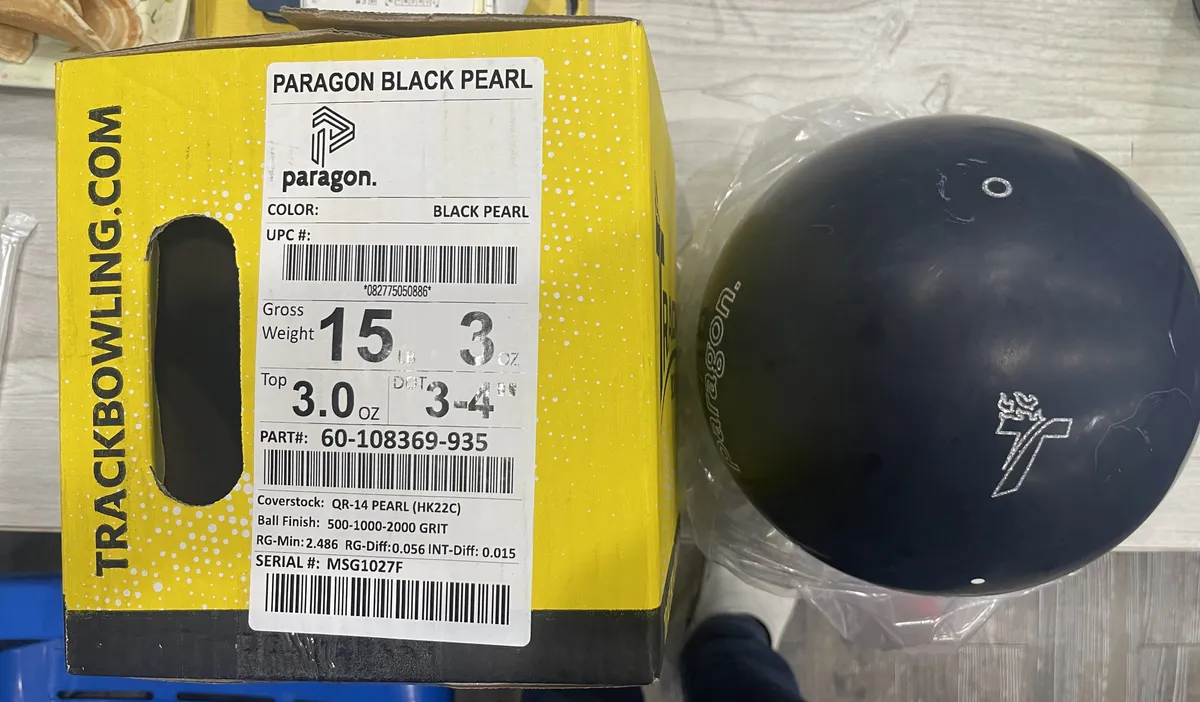 TRACKBOWLING.COM
PARAGON BLACK PEARL
paragon.
COLOR: BLACK PEARL
UPC #:
*082775050886*
Gross Weight 15 LB 3 OZ
Top 3.0 OZ DOT 3-4
PART#: 60-108369-935
Coverstock: QR-14 PEARL (HK22C)
Ball Finish: 500-1000-2000 GRIT
RG-Min: 2.486 RG-Diff: 0.056 INT-Diff: 0.015
SERIAL #: MSG1027F
paragon.